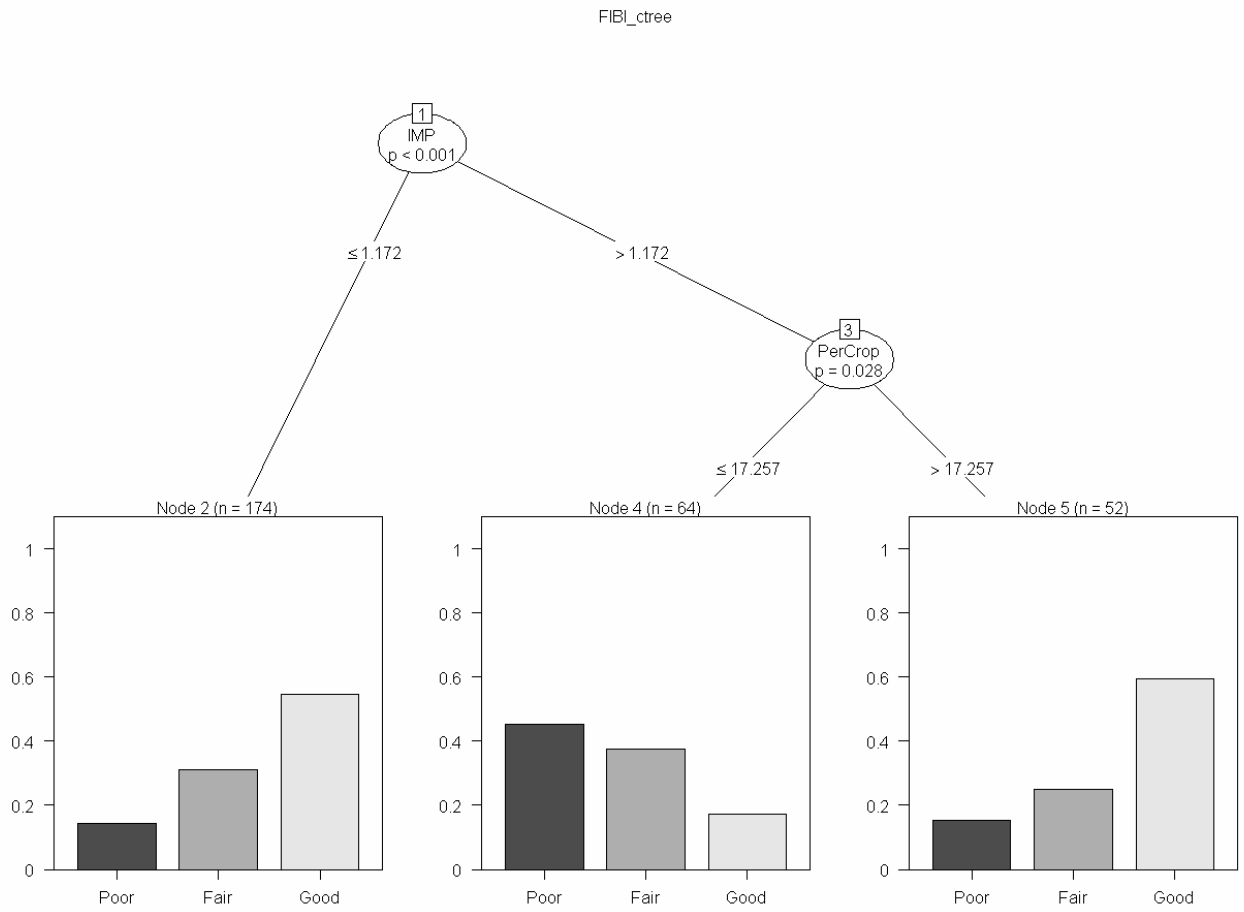 FIBI_ctree
1
IMP
p < 0.001
≤ 1.172
> 1.172
3
PerCrop
p = 0.028
≤ 17.257
> 17.257
Node 2 (n = 174)
1
0.8
0.6
0.4
0.2
0
Poor Fair Good
Node 4 (n = 64)
1
0.8
0.6
0.4
0.2
0
Poor Fair Good
Node 5 (n = 52)
1
0.8
0.6
0.4
0.2
0
Poor Fair Good